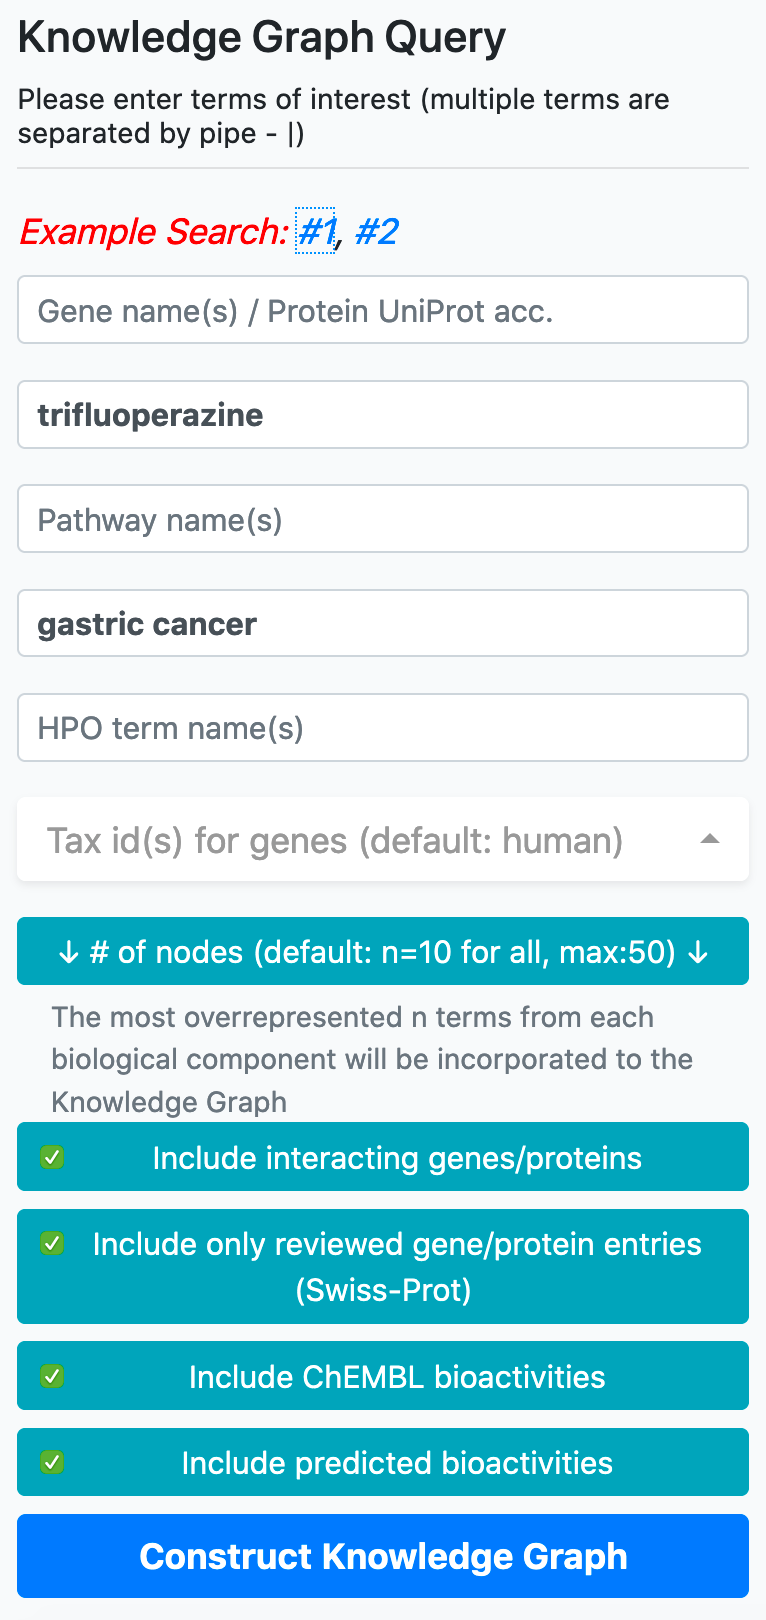 Knowledge Graph Query
Please enter terms of interest (multiple terms are
separated by pipe - |)
Example Search: #1, #2
Gene name(s) / Protein UniProt acc.
trifluoperazine
Pathway name(s)
gastric cancer
HPO term name(s)
Tax id(s) for genes (default: human)
↓ # of nodes (default: n=10 for all, max:50) ↓
The most overrepresented n terms from each
biological component will be incorporated to the
Knowledge Graph
Include interacting genes/proteins
Include only reviewed gene/protein entries
(Swiss-Prot)
Include ChEMBL bioactivities
Include predicted bioactivities
Construct Knowledge Graph